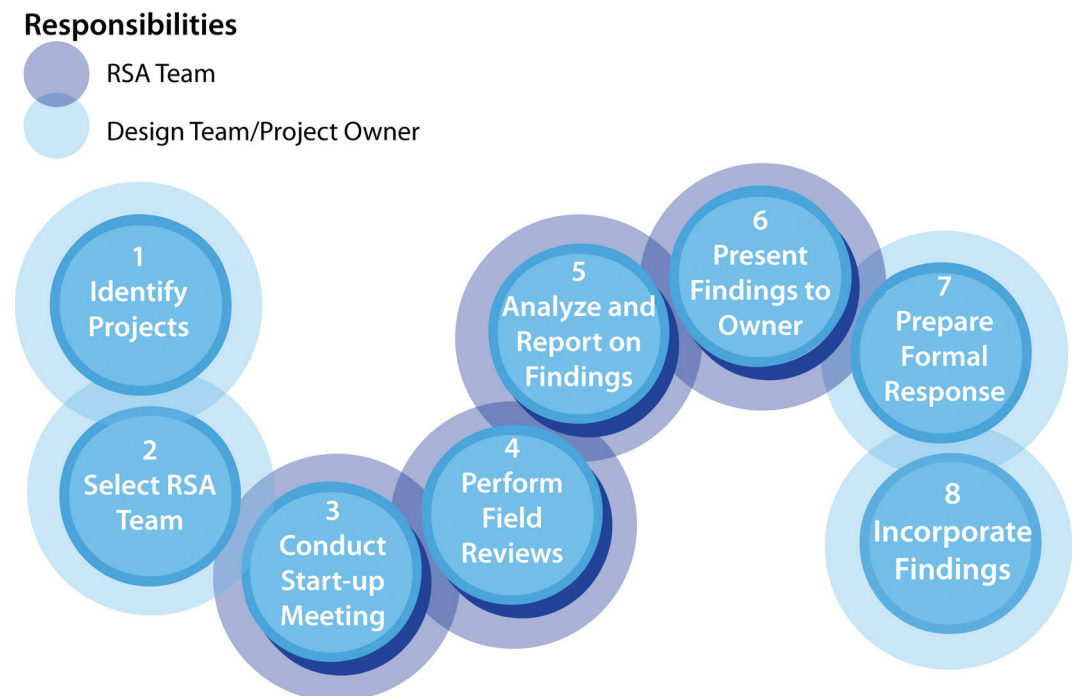 Responsibilities
RSA Team
Design Team/Project Owner
1
Identify
Projects
2
Select RSA
Team
3
Conduct
Start-up
Meeting
4
Perform
Field
Reviews
5
Analyze and
Report on
Findings
6
Present
Findings to
Owner
7
Prepare
Formal
Response
8
Incorporate
Findings